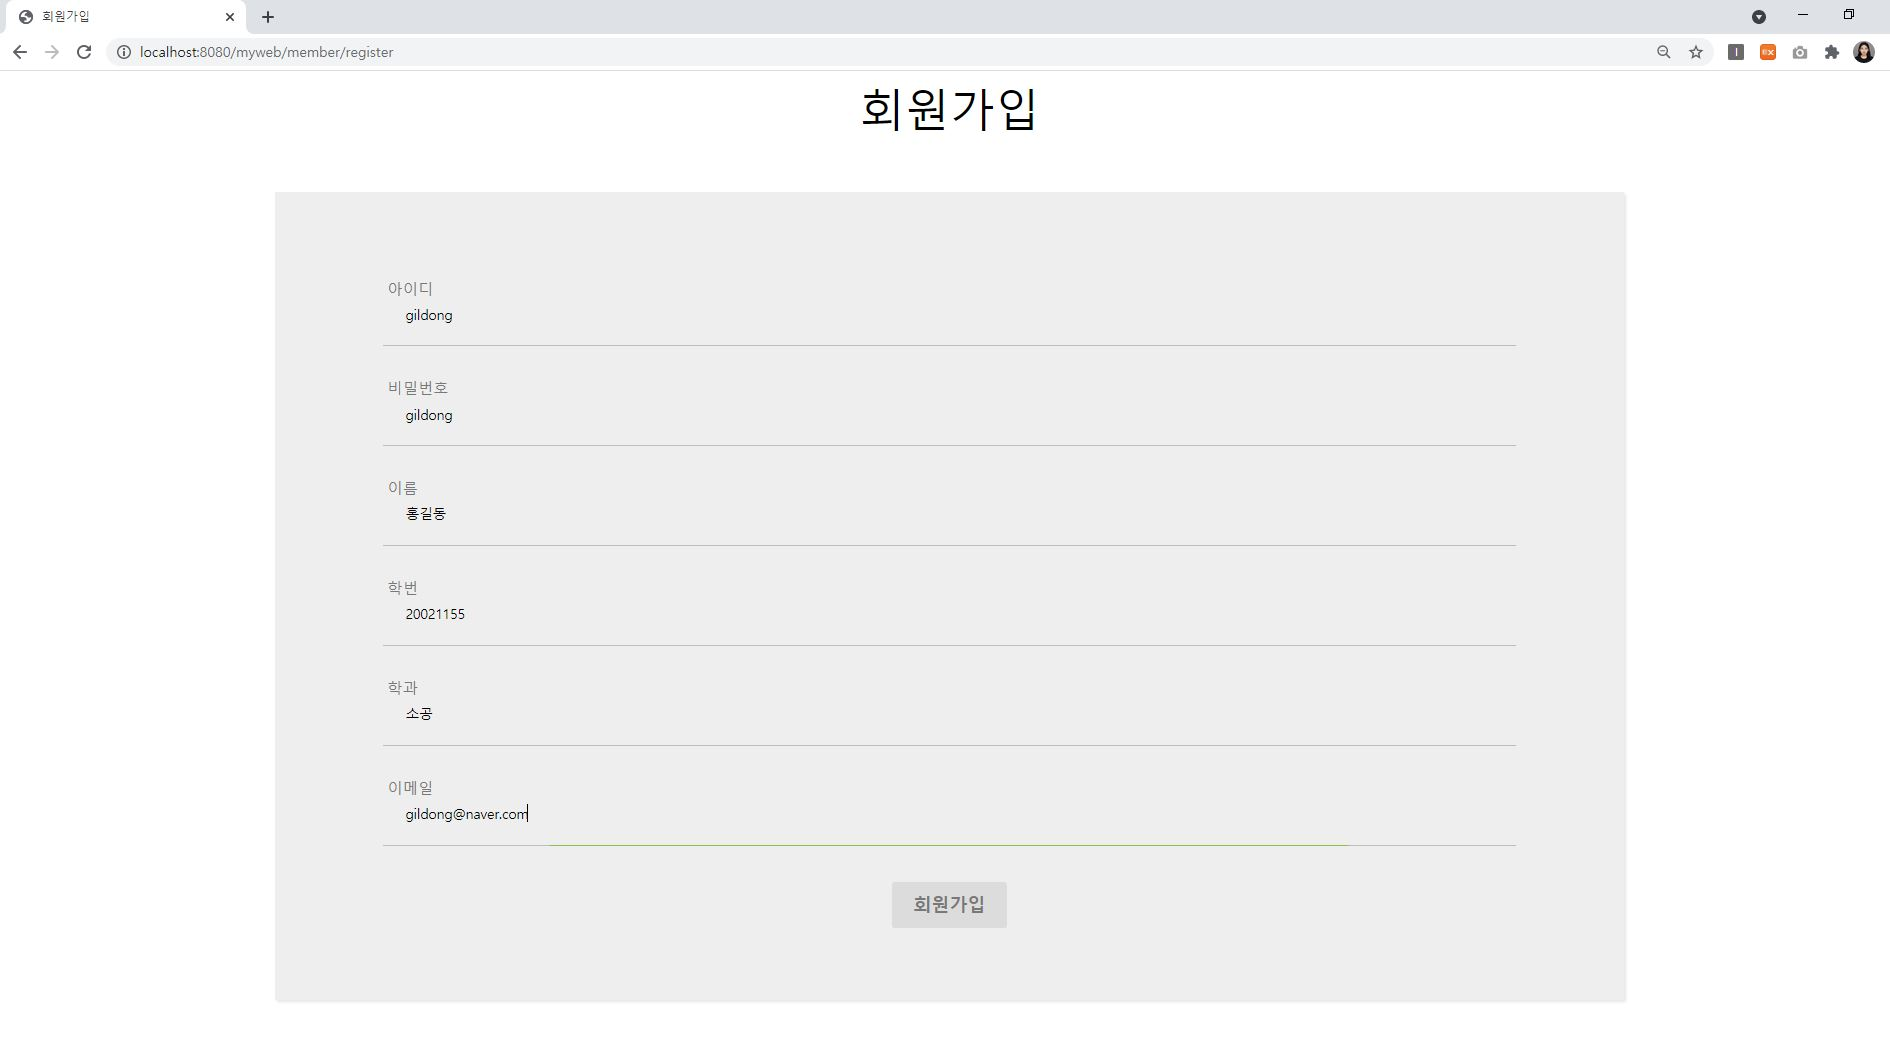 회원가입
localhost:8080/myweb/member/register
회원가입
아이디
gildong
비밀번호
gildong
이름
홍길동
학번
20021155
학과
소공
이메일
gildong@naver.com
회원가입